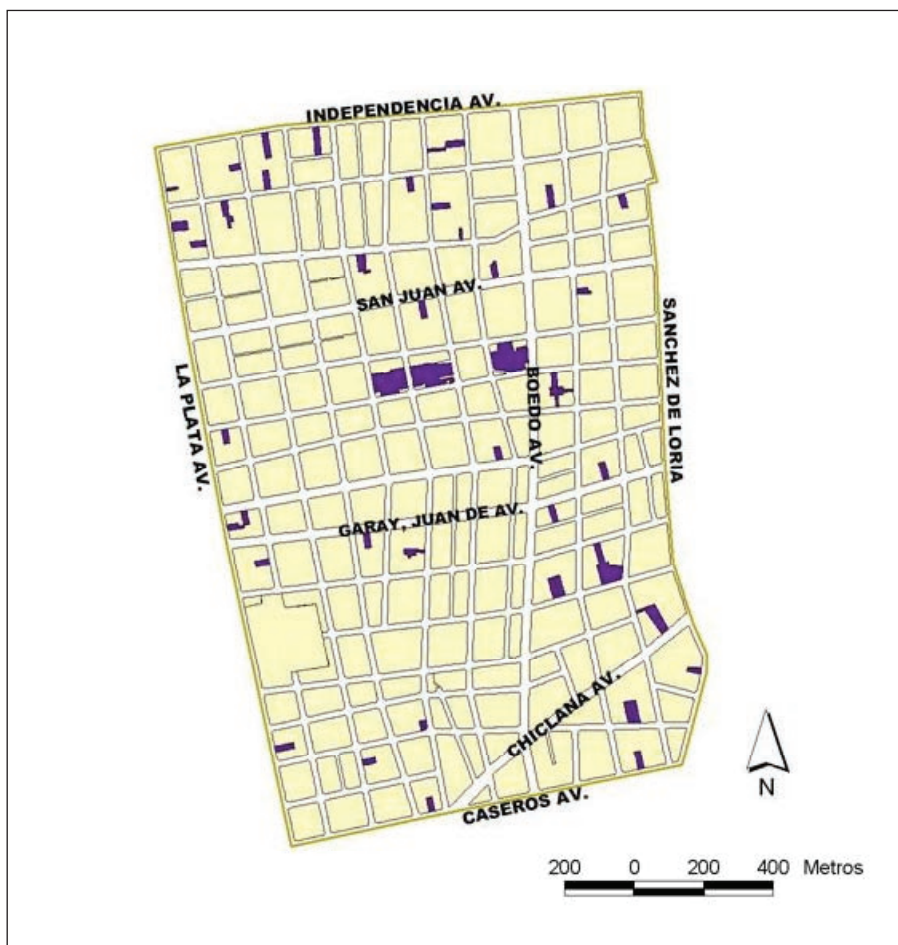 INDEPENDENCIA AV.
SAN JUAN AV.
SANCHEZ DE LORIA
LA PLATA AV.
BOEDO AV.
GARAY, JUAN DE AV.
CHICLANA AV.
CASEROS AV.
N
200 0 200 400 Metros